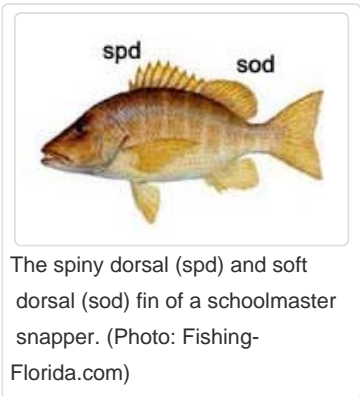 spd
sod
The spiny dorsal (spd) and soft
dorsal (sod) fin of a schoolmaster
snapper. (Photo: Fishing-
Florida.com)